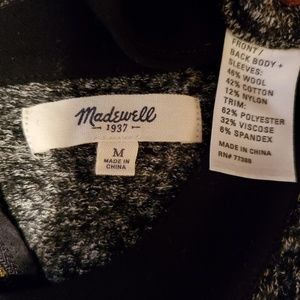 Madewell
1937
M
MADE IN
CHINA
FRONT/
BACK BODY +
SLEEVES:
46% WOOL
42% COTTON
12% NYLON
TRIM:
62% POLYESTER
32% VISCOSE
6% SPANDEX
MADE IN CHINA
RN# 77388